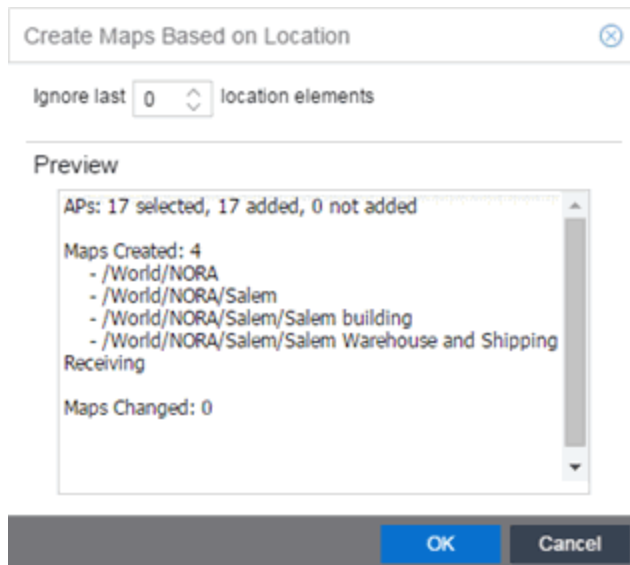 Create Maps Based on Location
Ignore last 0 location elements
Preview
APs: 17 selected, 17 added, 0 not added
Maps Created: 4
- /World/NORA
- /World/NORA/Salem
- /World/NORA/Salem/Salem building
- /World/NORA/Salem/Salem Warehouse and Shipping
Receiving
Maps Changed: 0
OK Cancel